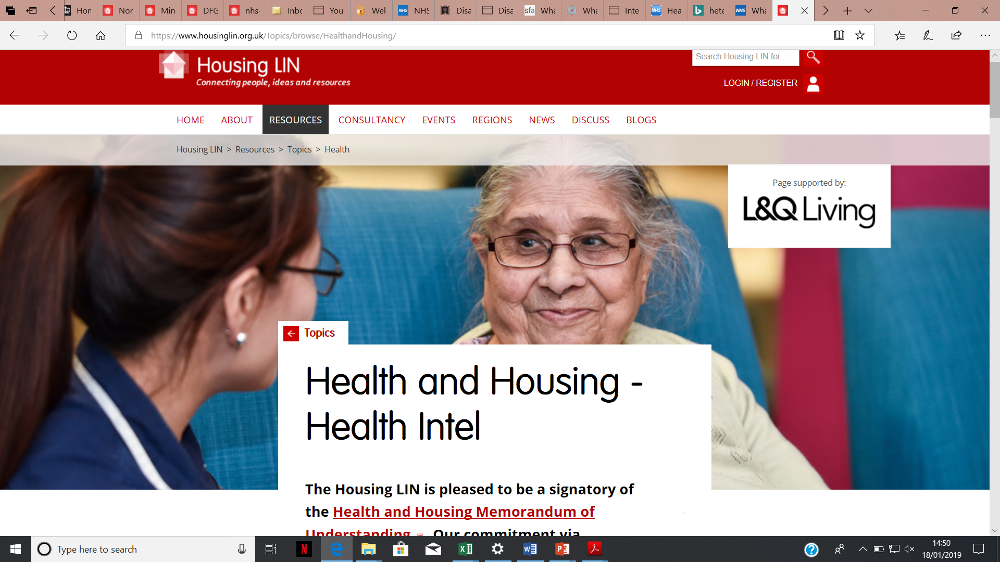 Hon
Nor
Min
DFG
nhs-
Inbo
You
Wel
NHS
Disa
Disa
Wha
Wha
Inte
Hea
hete
Wha
https://www.housinglin.org.uk/Topics/browse/HealthandHousing/
Housing LIN
Connecting people, ideas and resources
Search Housing LIN for...
LOGIN / REGISTER
HOME ABOUT RESOURCES CONSULTANCY EVENTS REGIONS NEWS DISCUSS BLOGS
Housing LIN > Resources > Topics > Health
Page supported by:
L&Q Living
Topics
Health and Housing -
Health Intel
The Housing LIN is pleased to be a signatory of
the Health and Housing Memorandum of
Understanding. Our commitment via
Type here to search
14:50
18/01/2019